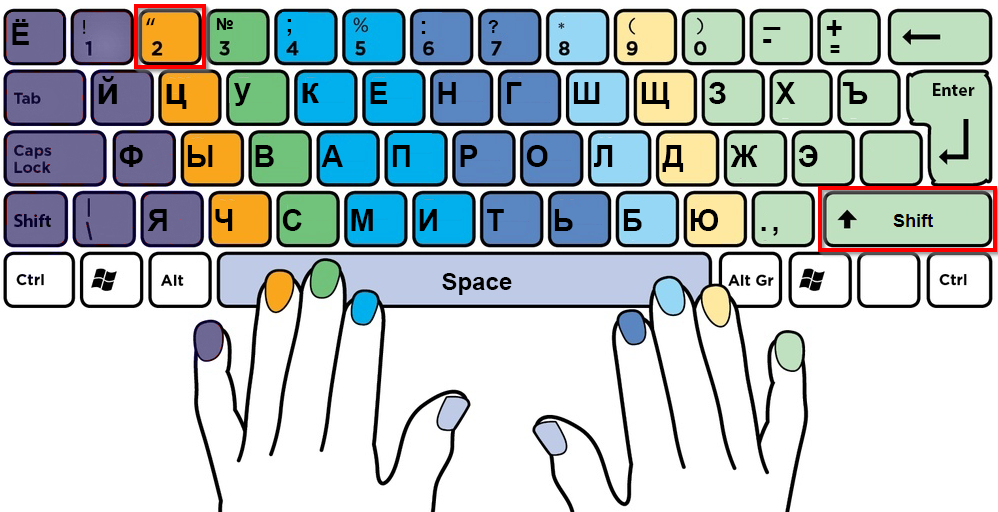 Ё ! 1 “ 2 № 3 ; 4 % 5 : 6 ? 7 * 8 ( 9 ) 0 — - + =
Tab Й Ц У К Е Н Г Ш Щ З Х Ъ Enter
Caps Lock Ф Ы В А П Р О Л Д Ж Э
Shift | \ Я Ч С М И Т Ь Б Ю . , Shift
Ctrl Alt Space Alt Gr Ctrl